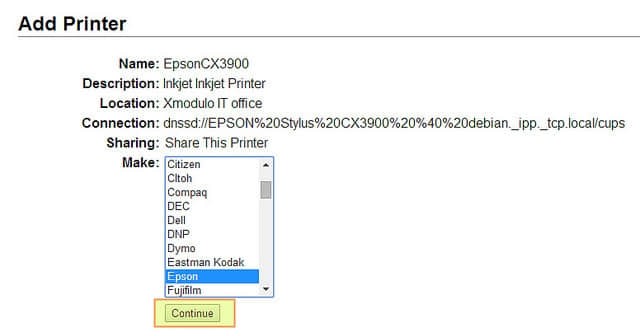 Add Printer
Name: EpsonCX3900
Description: Inkjet Inkjet Printer
Location: Xmodulo IT office
Connection: dnssd://EPSON%20Stylus%20CX3900%20%40%20debian._ipp._tcp.local/cups
Sharing: Share This Printer
Make: Citizen
CItoh
Compaq
DEC
Dell
DNP
Dymo
Eastman Kodak
Epson
Fujifilm
Continue